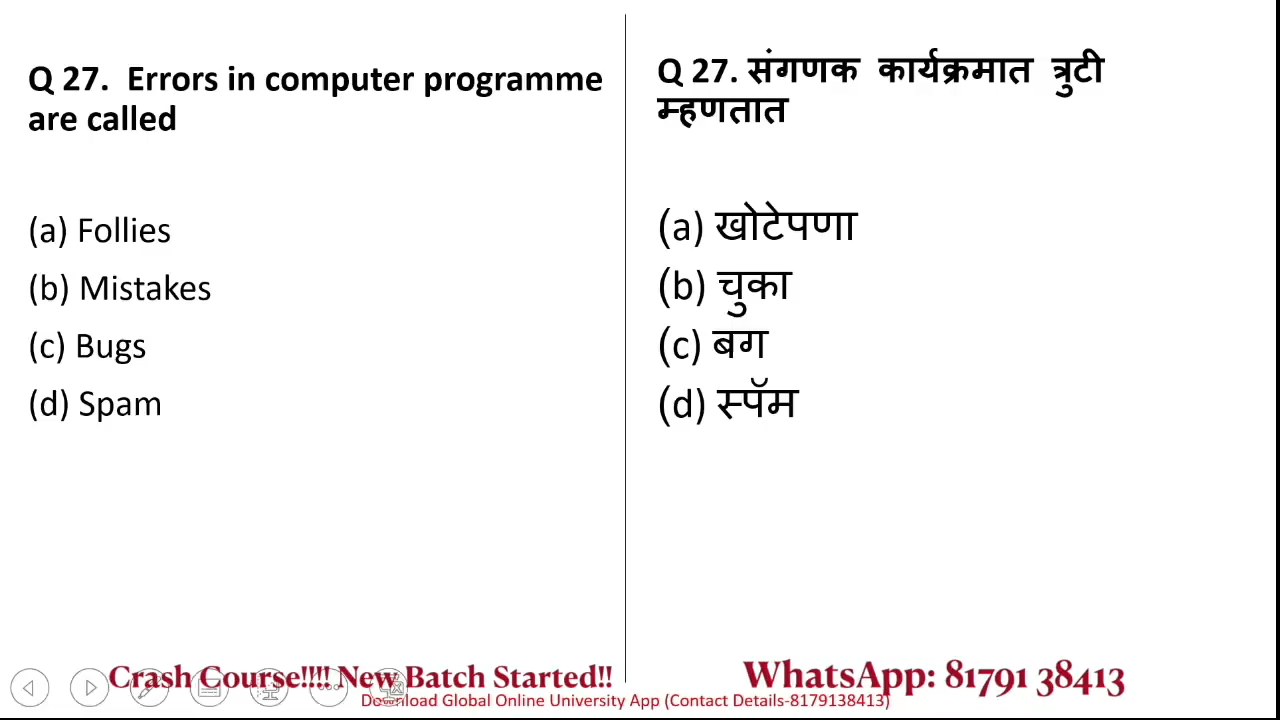 Q 27. Errors in computer programme
are called
(a) Follies
(b) Mistakes
(c) Bugs
(d) Spam
Q 27. संगणक कार्यक्रमात त्रुटी
म्हणतात
(a) खोटेपणा
(b) चुका
(c) बग
(d) स्पॅम
Crash Course!!!! New Batch Started!!
WhatsApp: 81791 38413
Download Global Online University App (Contact Details-8179138413)